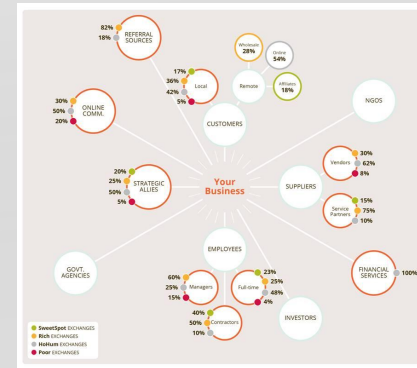 REFERRAL
SOURCES
82%
18%
Wholesale
28%
Online
54%
Affiliates
18%
Remote
Local
17%
36%
42%
5%
CUSTOMERS
NGOS
ONLINE
COMM.
30%
50%
20%
STRATEGIC
ALLIES
20%
25%
50%
5%
Your
Business
SUPPLIERS
Vendors
30%
62%
8%
Service
Partners
15%
75%
10%
EMPLOYEES
Managers
60%
25%
15%
Full-time
23%
25%
48%
4%
Contractors
40%
50%
10%
GOVT.
AGENCIES
INVESTORS
FINANCIAL
SERVICES
100%
SweetSpot EXCHANGES
Rich EXCHANGES
HoHum EXCHANGES
Poor EXCHANGES